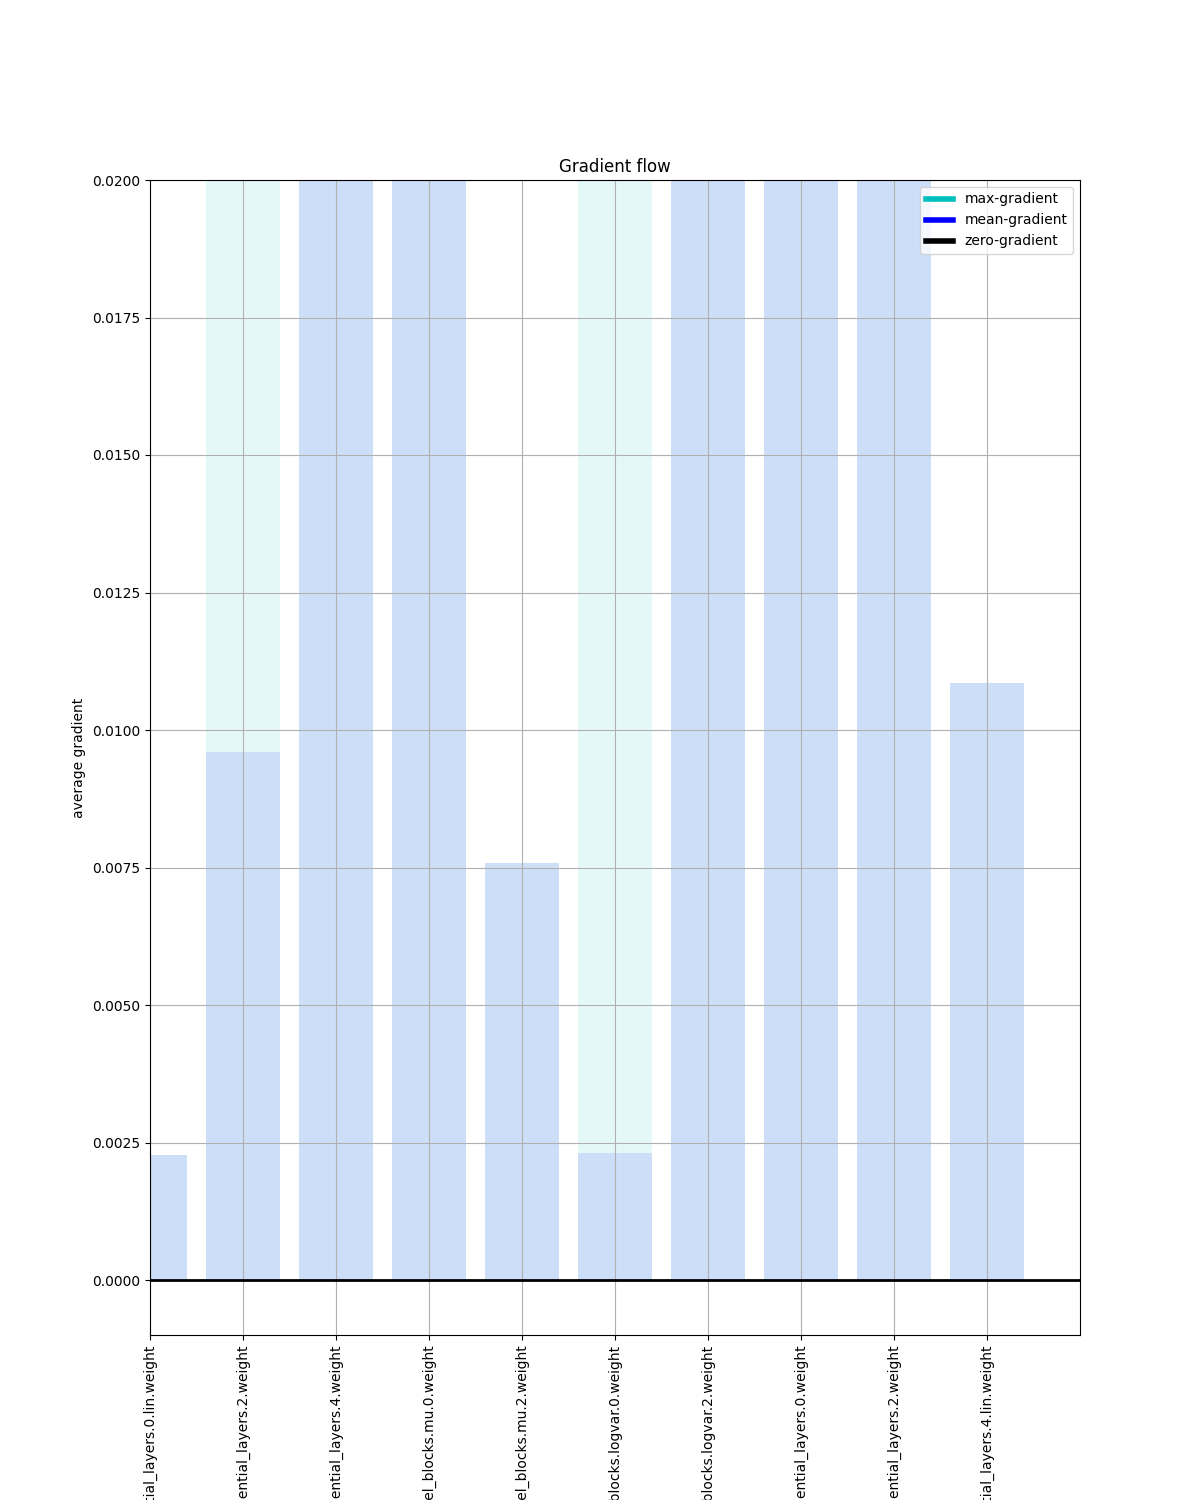 Gradient flow
max-gradient
mean-gradient
zero-gradient
0.0200
0.0175
0.0150
0.0125
0.0100
0.0075
0.0050
0.0025
0.0000
average gradient
tial_layers.0.lin.weight
ential_layers.2.weight
ential_layers.4.weight
el_blocks.mu.0.weight
el_blocks.mu.2.weight
blocks.logvar.0.weight
blocks.logvar.2.weight
ential_layers.0.weight
ential_layers.2.weight
tial_layers.4.lin.weight